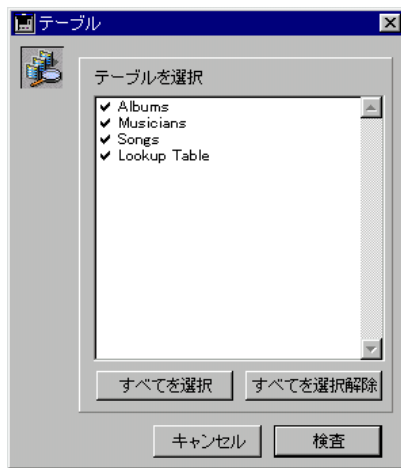 テーブル
テーブルを選択
Albums
Musicians
Songs
Lookup Table
すべてを選択 すべてを選択解除
キャンセル 検査